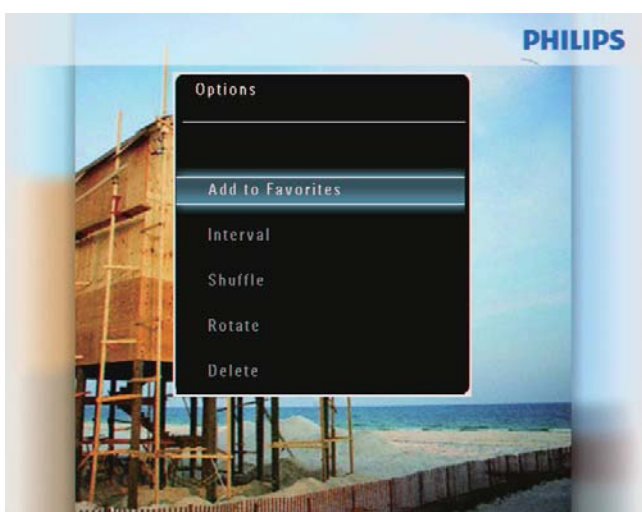 PHILIPS
Options
Add to Favorites
Interval
Shuffle
Rotate
Delete